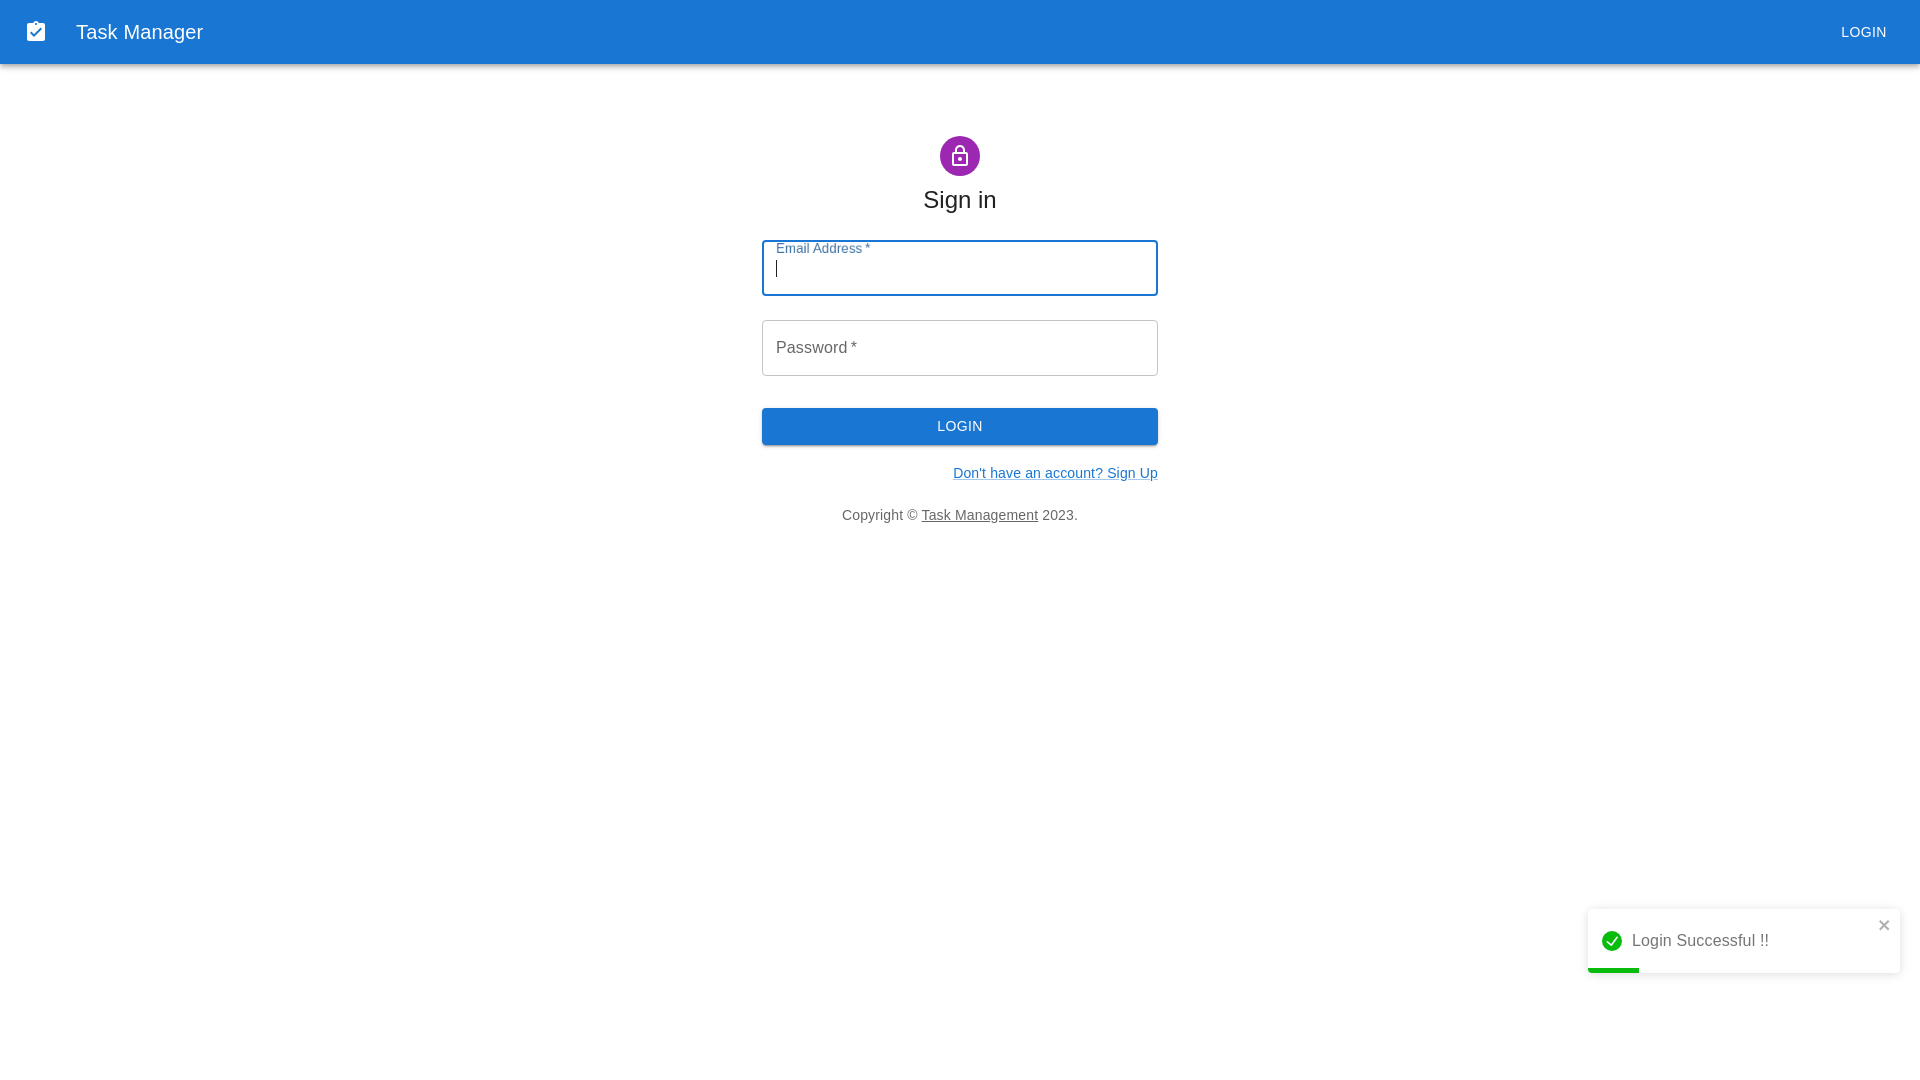 Task Manager
LOGIN
Sign in
Email Address *
Password *
LOGIN
Don't have an account? Sign Up
Copyright © Task Management 2023.
Login Successful !!